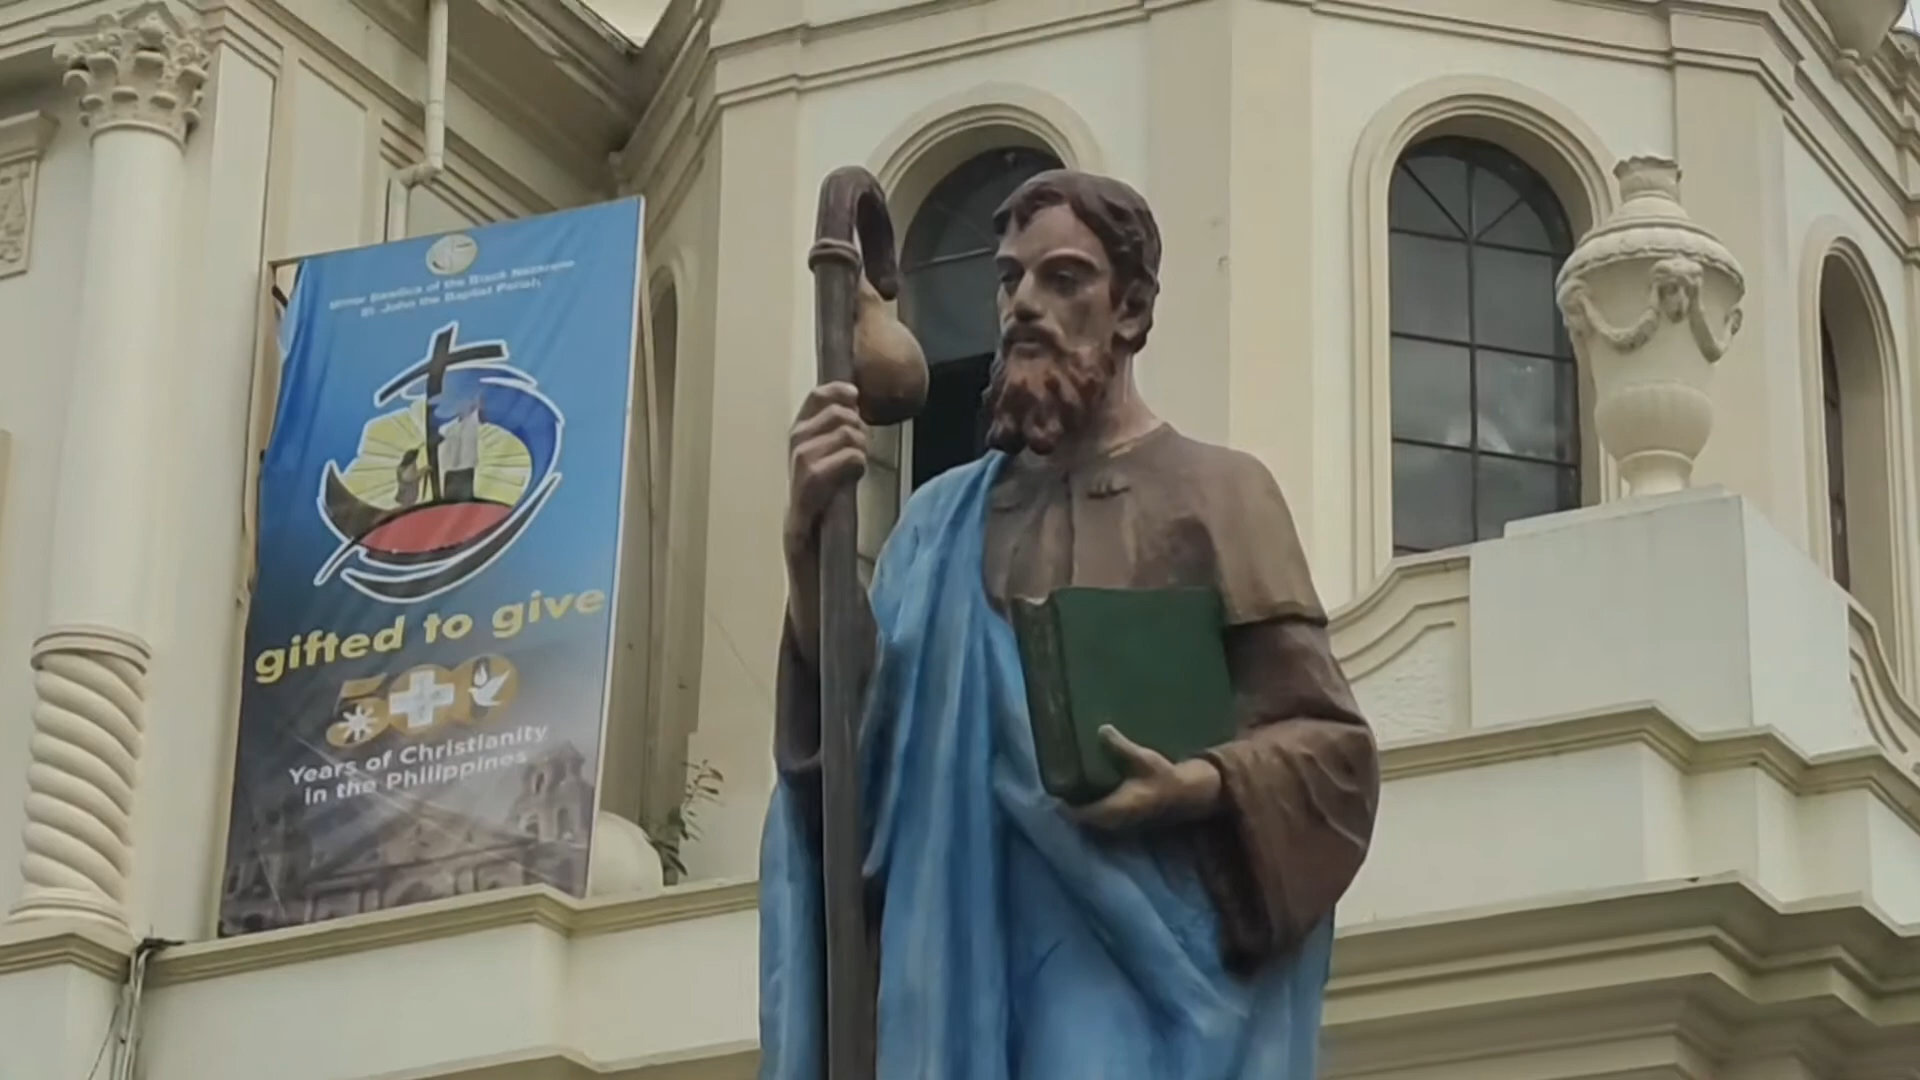 Minor Basilica of the Black Nazarene
St. John the Baptist Parish
gifted to give
500
Years of Christianity
in the Philippines